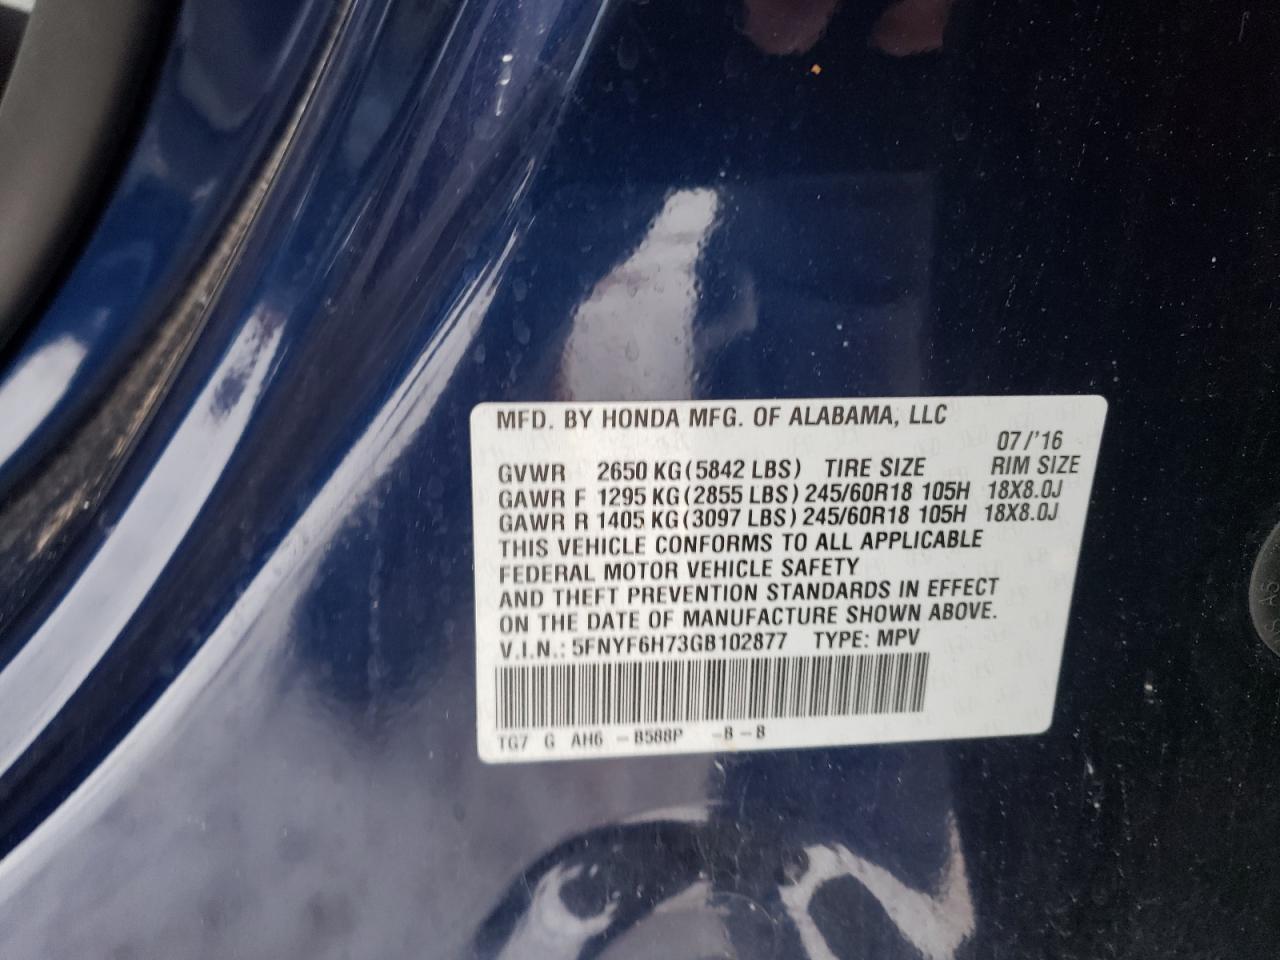 MFD. BY HONDA MFG. OF ALABAMA, LLC
07/'16
GVWR 2650 KG (5842 LBS) TIRE SIZE RIM SIZE
GAWR F 1295 KG (2855 LBS) 245/60R18 105H 18X8.0J
GAWR R 1405 KG (3097 LBS) 245/60R18 105H 18X8.0J
THIS VEHICLE CONFORMS TO ALL APPLICABLE
FEDERAL MOTOR VEHICLE SAFETY
AND THEFT PREVENTION STANDARDS IN EFFECT
ON THE DATE OF MANUFACTURE SHOWN ABOVE.
V.I.N.: 5FNYF6H73GB102877 TYPE: MPV
TG7 G AH6 -B588P -B-B